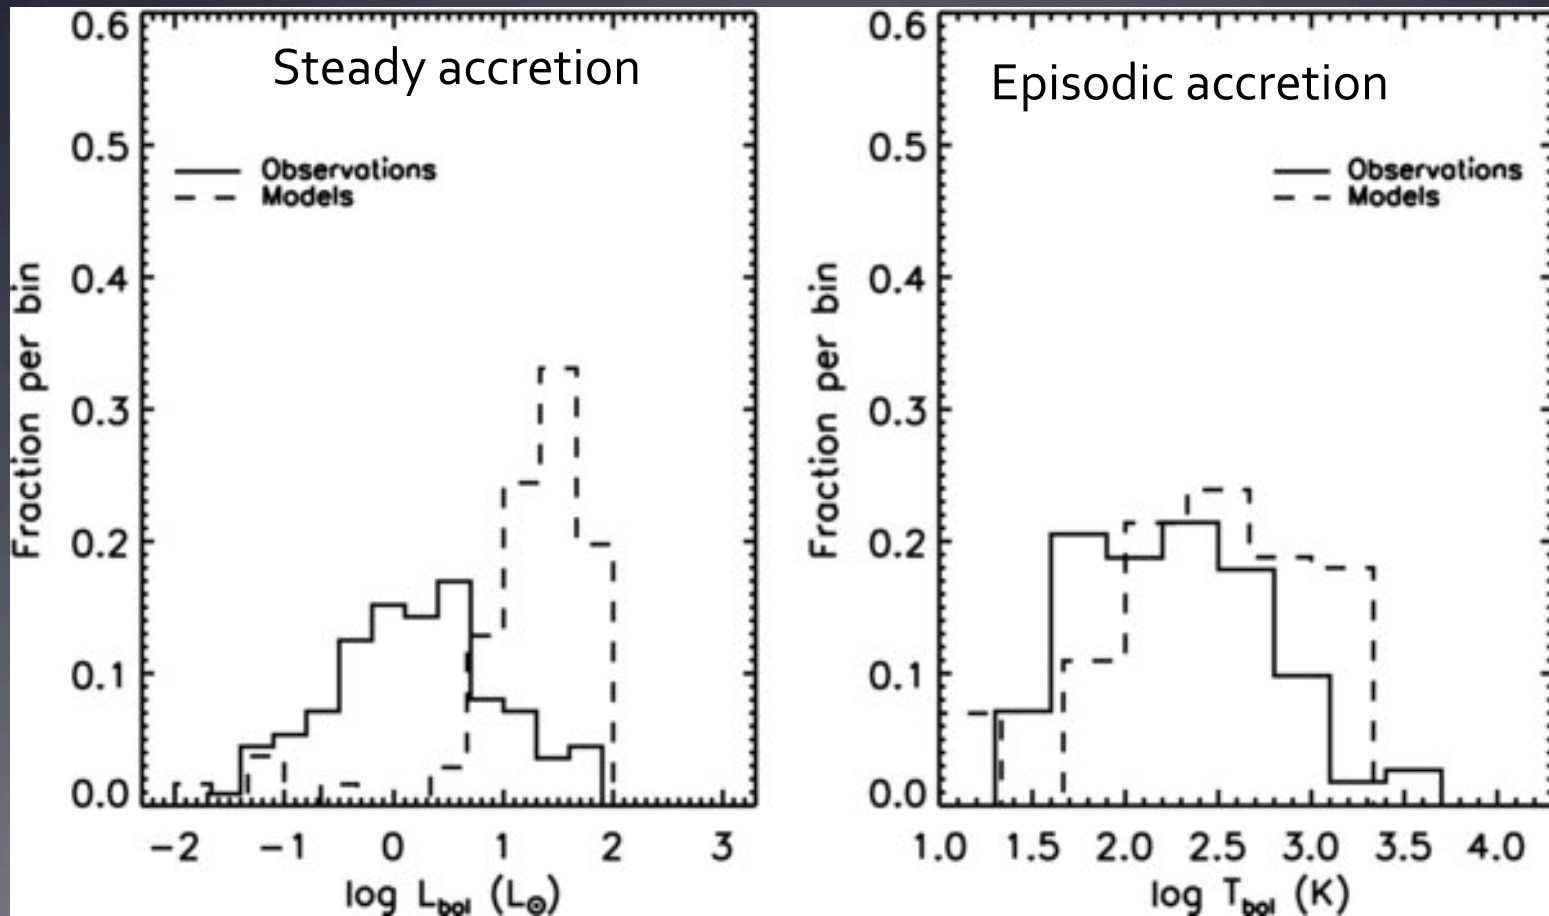 Steady accretion
Observations
Models
0.6
0.5
0.4
0.3
0.2
0.1
0.0
Fraction per bin
-2 -1 0 1 2 3
log L_bol (L_⊙)
Episodic accretion
Observations
Models
0.6
0.5
0.4
0.3
0.2
0.1
0.0
Fraction per bin
1.0 1.5 2.0 2.5 3.0 3.5 4.0
log T_bol (K)